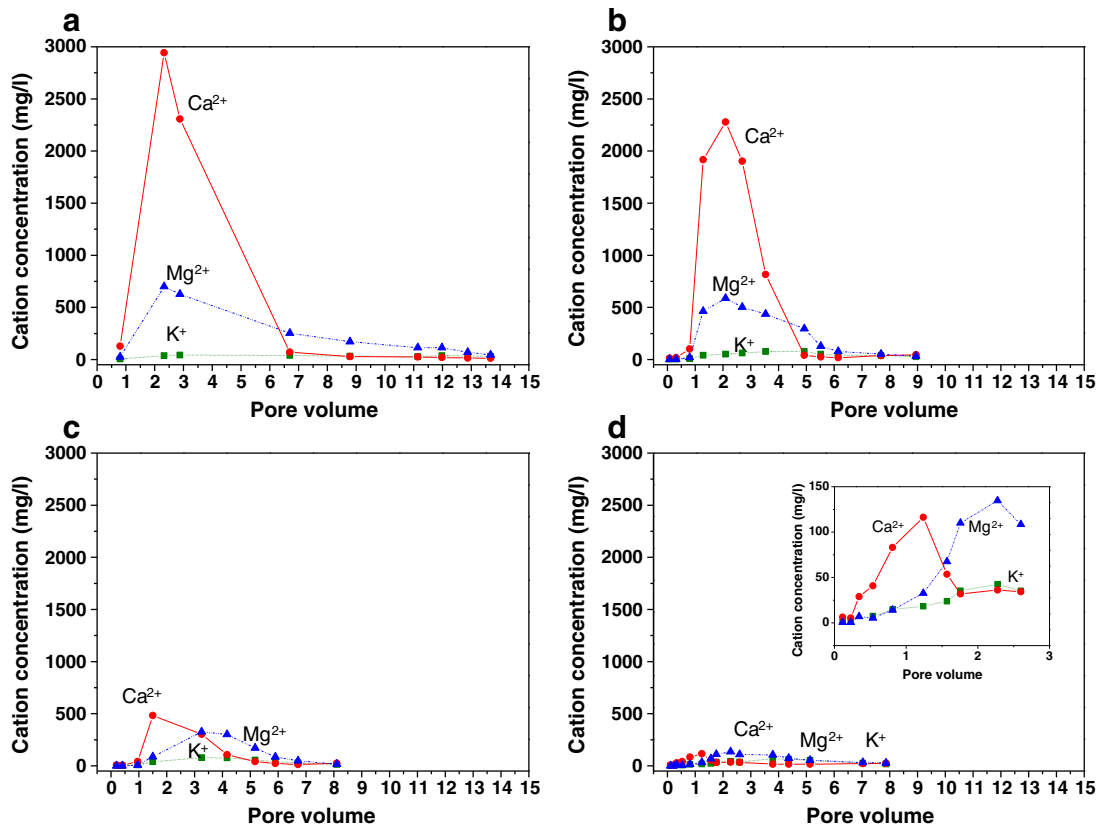 a
Cation concentration (mg/l)
3000
2500
2000
1500
1000
500
0
Ca²⁺
Mg²⁺
K⁺
0 1 2 3 4 5 6 7 8 9 10 11 12 13 14 15
Pore volume
b
Cation concentration (mg/l)
3000
2500
2000
1500
1000
500
0
Ca²⁺
Mg²⁺
K⁺
0 1 2 3 4 5 6 7 8 9 10 11 12 13 14 15
Pore volume
c
Cation concentration (mg/l)
3000
2500
2000
1500
1000
500
0
Ca²⁺
Mg²⁺
K⁺
0 1 2 3 4 5 6 7 8 9 10 11 12 13 14 15
Pore volume
d
Cation concentration (mg/l)
3000
2500
2000
1500
1000
500
0
Cation concentration (mg/l)
150
100
50
0
Ca²⁺
Mg²⁺
K⁺
0 1 2 3
Pore volume
Ca²⁺
Mg²⁺
K⁺
0 1 2 3 4 5 6 7 8 9 10 11 12 13 14 15
Pore volume